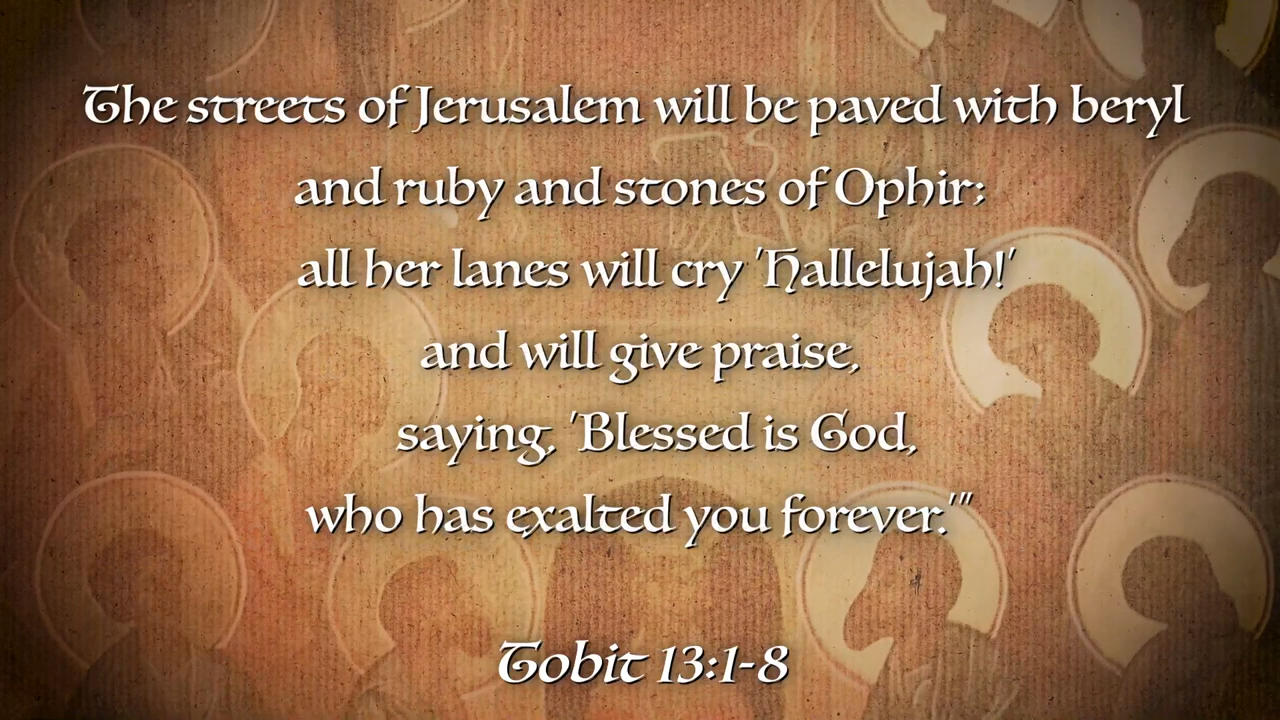 The streets of Jerusalem will be paved with beryl
and ruby and stones of Ophir;
all her lanes will cry 'Hallelujah!'
and will give praise,
saying, 'Blessed is God,
who has exalted you forever.'"
Tobit 13:1-8